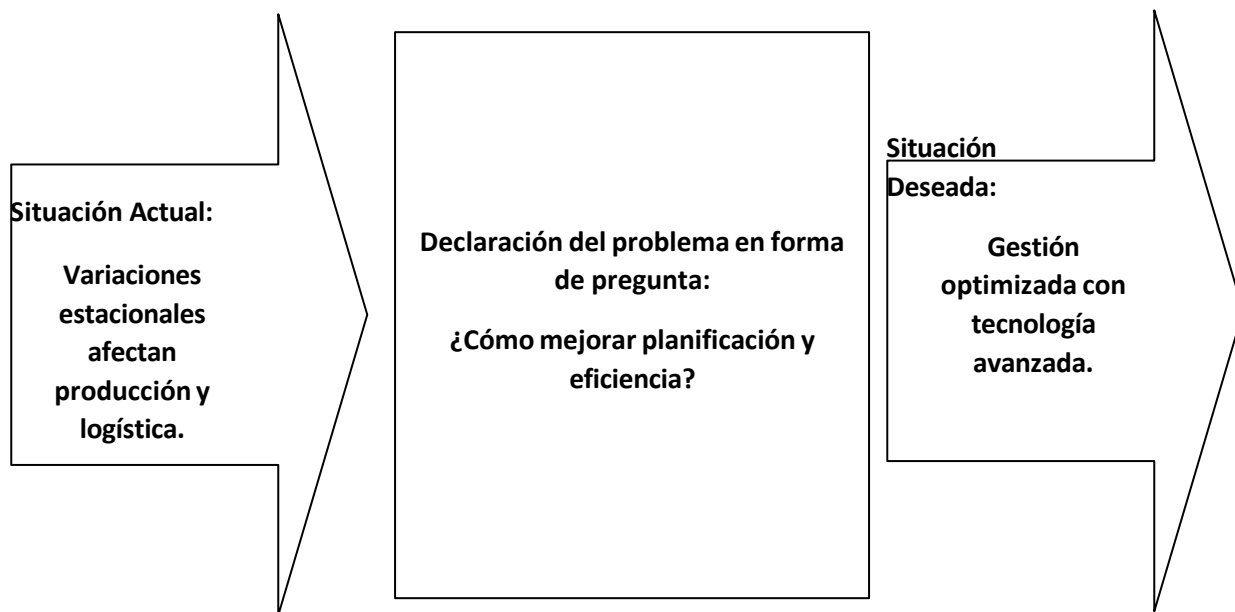 Situación Actual:
Variaciones
estacionales
afectan
producción y
logística.
Declaración del problema en forma
de pregunta:
¿Cómo mejorar planificación y
eficiencia?
Situación
Deseada:
Gestión
optimizada con
tecnología
avanzada.